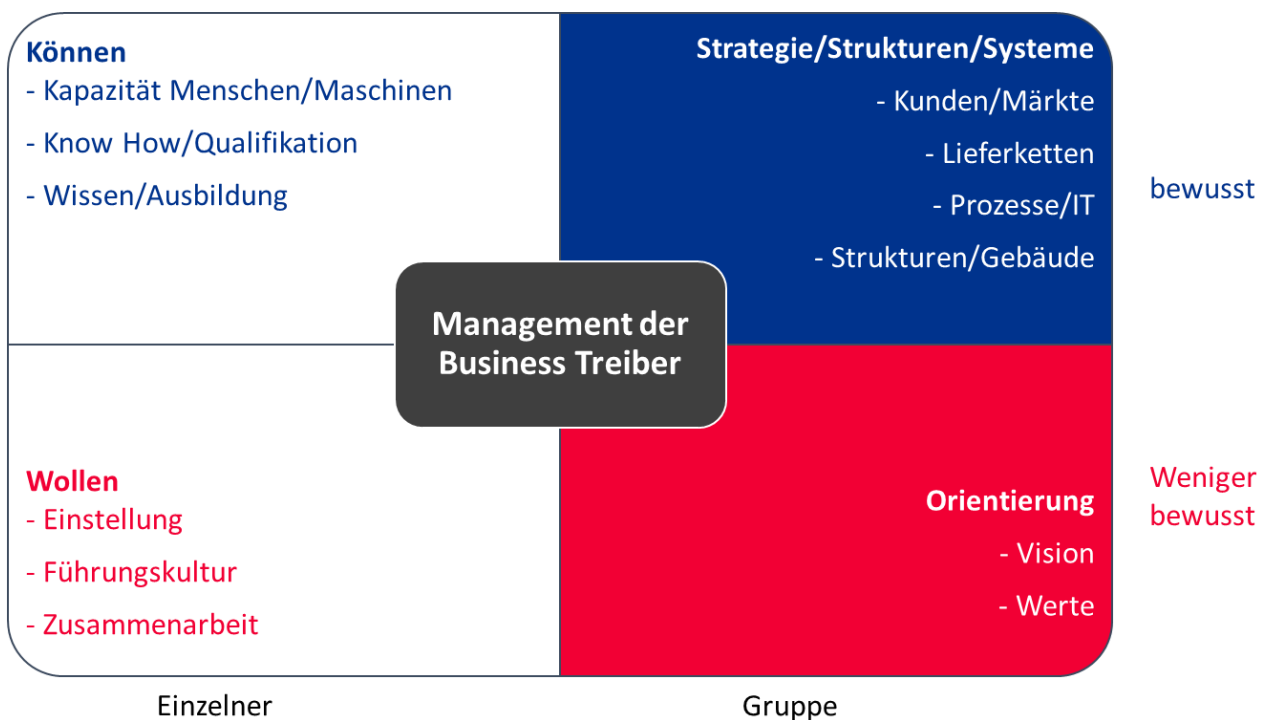 Können
- Kapazität Menschen/Maschinen
- Know How/Qualifikation
- Wissen/Ausbildung
Strategie/Strukturen/Systeme
- Kunden/Märkte
- Lieferketten
- Prozesse/IT
- Strukturen/Gebäude
bewusst
Management der
Business Treiber
Wollen
- Einstellung
- Führungskultur
- Zusammenarbeit
Orientierung
- Vision
- Werte
Weniger
bewusst
Einzelner
Gruppe